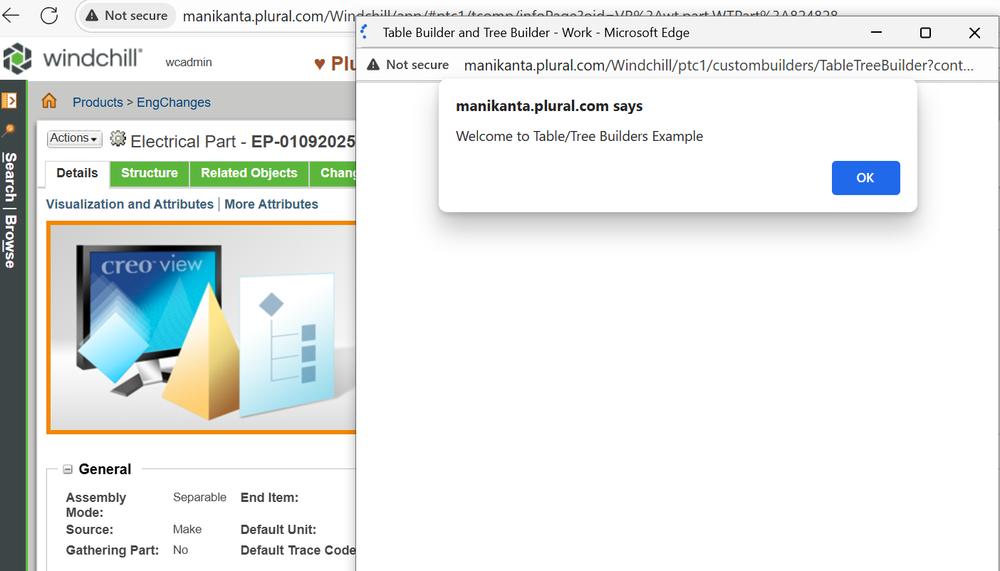 Not secure
manikanta.plural.com/Windchill/app/#ptc1/tcomp/infoPage?oid=VR%3Awt.part.WTPart%3A824828
Table Builder and Tree Builder - Work - Microsoft Edge
windchill®
wcadmin
♥ Plu
Not secure
manikanta.plural.com/Windchill/ptc1/custombuilders/TableTreeBuilder?cont...
Products > EngChanges
manikanta.plural.com says
Welcome to Table/Tree Builders Example
OK
Actions
Electrical Part - EP-01092025
Search | Browse
Details
Structure
Related Objects
Chang
Visualization and Attributes | More Attributes
creo™ view
General
Assembly Mode: Separable End Item:
Source: Make Default Unit:
Gathering Part: No Default Trace Code